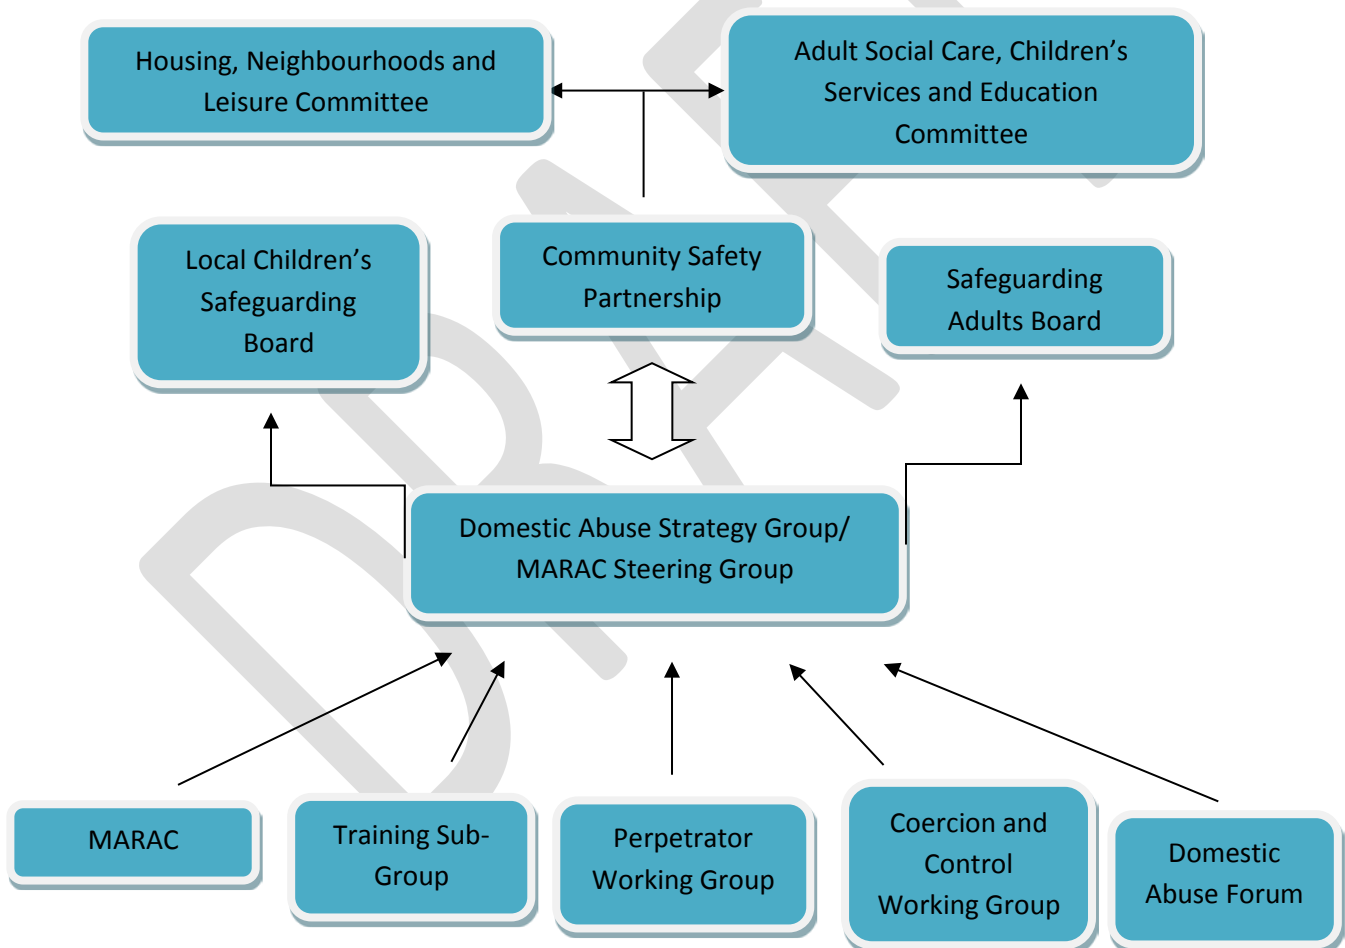 Housing, Neighbourhoods and
Leisure Committee
Adult Social Care, Children’s
Services and Education
Committee
Local Children’s
Safeguarding
Board
Community Safety
Partnership
Safeguarding
Adults Board
Domestic Abuse Strategy Group/
MARAC Steering Group
MARAC
Training Sub-
Group
Perpetrator
Working Group
Coercion and
Control
Working Group
Domestic
Abuse Forum
DRAFT